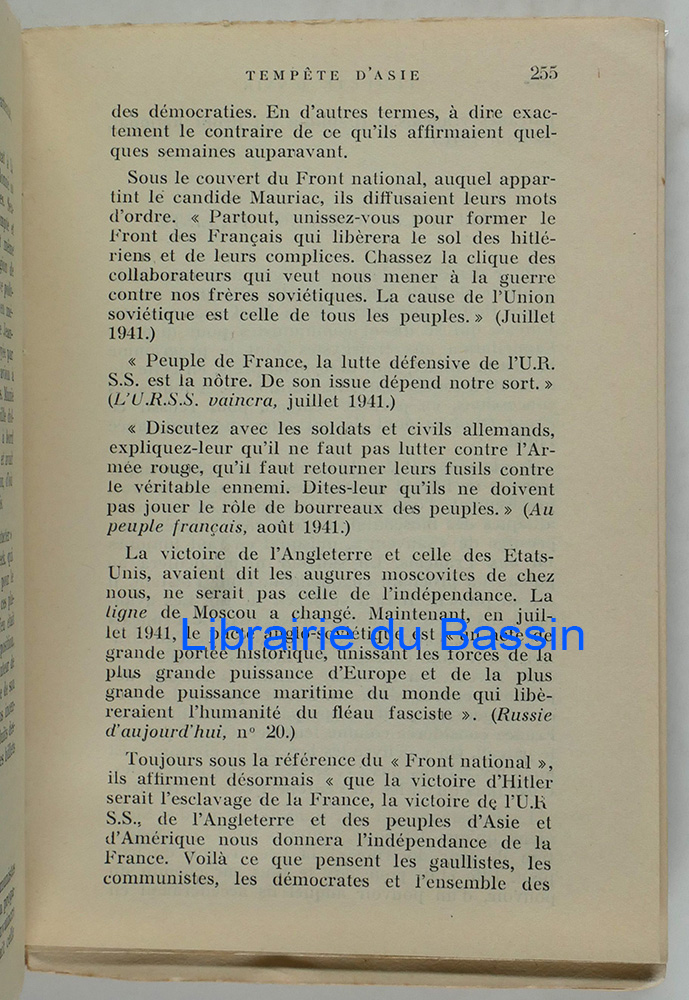 TEMPÊTE D'ASIE 255
des démocraties. En d'autres termes, à dire exac-
tement le contraire de ce qu'ils affirmaient quel-
ques semaines auparavant.
Sous le couvert du Front national, auquel appar-
tint le candide Mauriac, ils diffusaient leurs mots
d'ordre. « Partout, unissez-vous pour former le
Front des Français qui libèrera le sol des hitlé-
riens et de leurs complices. Chassez la clique des
collaborateurs qui veut nous mener à la guerre
contre nos frères soviétiques. La cause de l'Union
soviétique est celle de tous les peuples. » (Juillet
1941.)
« Peuple de France, la lutte défensive de l'U.R.
S.S. est la nôtre. De son issue dépend notre sort. »
(L'U.R.S.S. vaincra, juillet 1941.)
« Discutez avec les soldats et civils allemands,
expliquez-leur qu'il ne faut pas lutter contre l'Ar-
mée rouge, qu'il faut retourner leurs fusils contre
le véritable ennemi. Dites-leur qu'ils ne doivent
pas jouer le rôle de bourreaux des peuples. » (Au
peuple français, août 1941.)
La victoire de l'Angleterre et celle des Etats-
Unis, avaient dit les augures moscovites de chez
nous, ne serait pas celle de l'indépendance. La
ligne de Moscou a changé. Maintenant, en juil-
let 1941, le pacte anglo-soviétique est « un acte de
Librairie du Bassin
grande portée historique, unissant les forces de la
plus grande puissance d'Europe et de la plus
grande puissance maritime du monde qui libè-
reraient l'humanité du fléau fasciste ». (Russie
d'aujourd'hui, n° 20.)
Toujours sous la référence du « Front national »,
ils affirment désormais « que la victoire d'Hitler
serait l'esclavage de la France, la victoire de l'U.R
S.S., de l'Angleterre et des peuples d'Asie et
d'Amérique nous donnera l'indépendance de la
France. Voilà ce que pensent les gaullistes, les
communistes, les démocrates et l'ensemble des